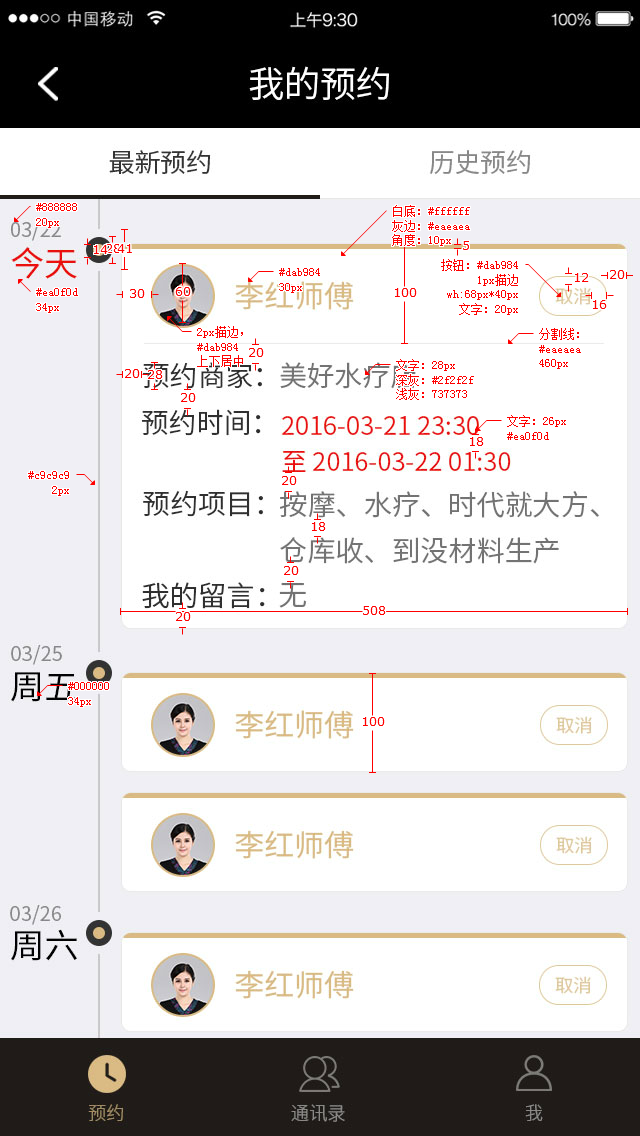 中国移动 上午9:30 100%
我的预约
最新预约 历史预约
#888888
20px
03/22
今天
#ea0f0d
34px
14 28 41
白底：#ffffff
灰边：#eaeaea
角度：10px
5
30
60
李红师傅
#dab984
30px
100
按钮：#dab984
1px描边
wh:68px*40px
文字：20px
12
20
取消
16
2px描边，
#dab984
上下居中
20
分割线：
#eaeaea
460px
20
28
预约商家：美好水疗
文字：28px
深灰：#2f2f2f
浅灰：737373
20
预约时间：2016-03-21 23:30
至 2016-03-22 01:30
文字：26px
#ea0f0d
18
20
#c9c9c9
2px
预约项目：按摩、水疗、时代就大方、
18
仓库收、到没材料生产
20
我的留言：无
508
20
03/25
周五
#000000
34px
李红师傅 取消
100
李红师傅 取消
03/26
周六
李红师傅 取消
预约 通讯录 我